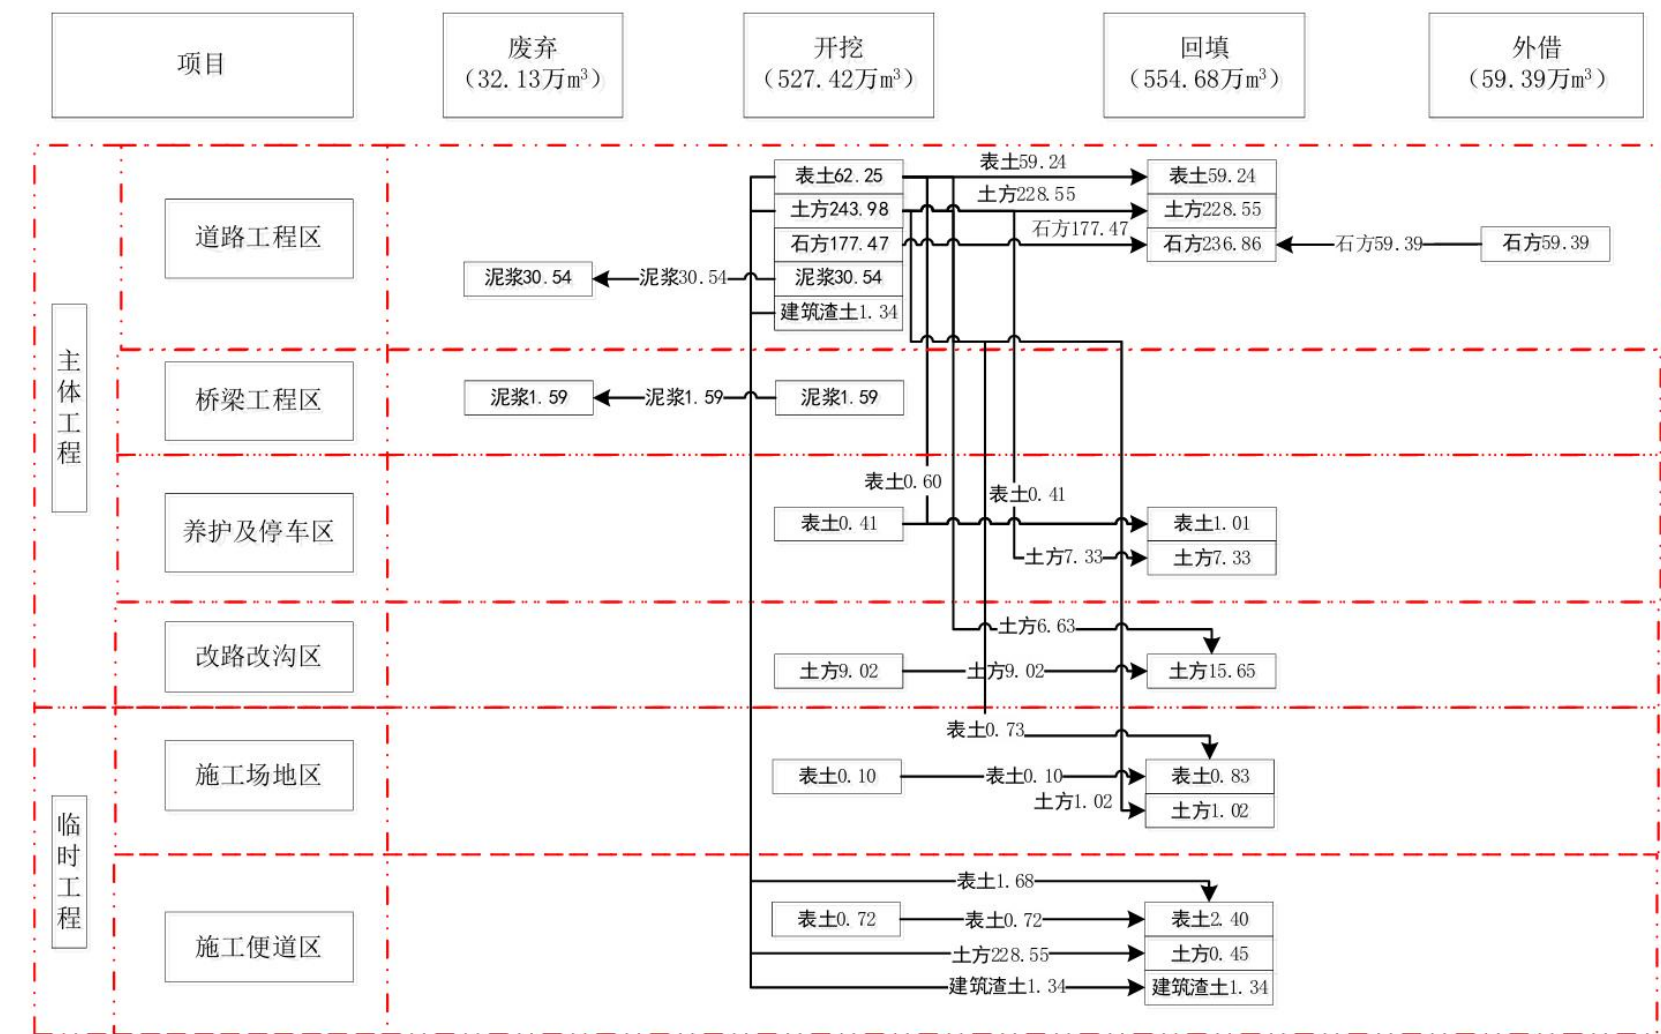 项目
废弃
（32.13万m³）
开挖
（527.42万m³）
回填
（554.68万m³）
外借
（59.39万m³）
主体工程
道路工程区
表土62.25
土方243.98
石方177.47
泥浆30.54
建筑渣土1.34
表土59.24
土方228.55
石方177.47
表土59.24
土方228.55
石方236.86
石方59.39
石方59.39
泥浆30.54
泥浆30.54
桥梁工程区
泥浆1.59
泥浆1.59
泥浆1.59
养护及停车区
表土0.60
表土0.41
表土0.41
表土1.01
土方7.33
土方7.33
改路改沟区
土方6.63
土方9.02
土方9.02
土方15.65
临时工程
施工场地区
表土0.73
表土0.10
表土0.10
表土0.83
土方1.02
土方1.02
施工便道区
表土1.68
表土0.72
表土0.72
表土2.40
土方228.55
土方0.45
建筑渣土1.34
建筑渣土1.34